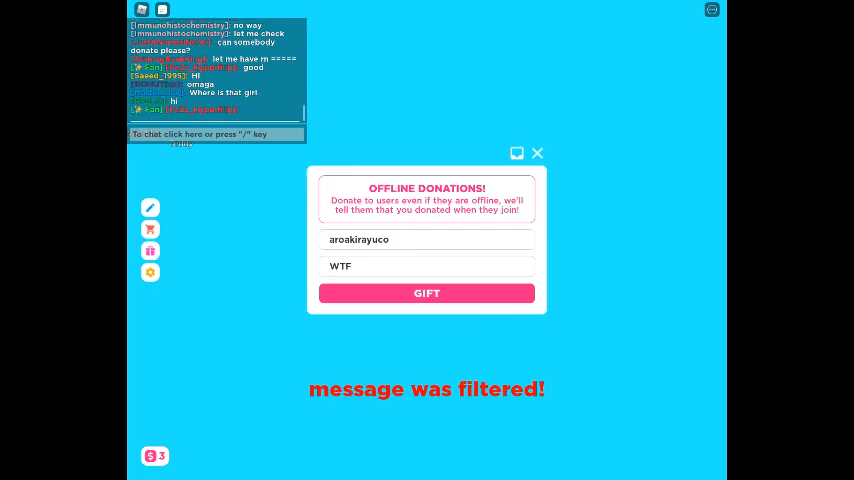 [Immunohistochemistry]: no way
[Immunohistochemistry]: let me check
can somebody
donate please?
let me have rn =====
[✨ Fan] good
[Saeed_1995]: HI
omaga
Where is that girl
hi
[✨ Fan]
To chat click here or press "/" key
OFFLINE DONATIONS!
Donate to users even if they are offline, we'll
tell them that you donated when they join!
aroakirayuco
WTF
GIFT
message was filtered!
$ 3